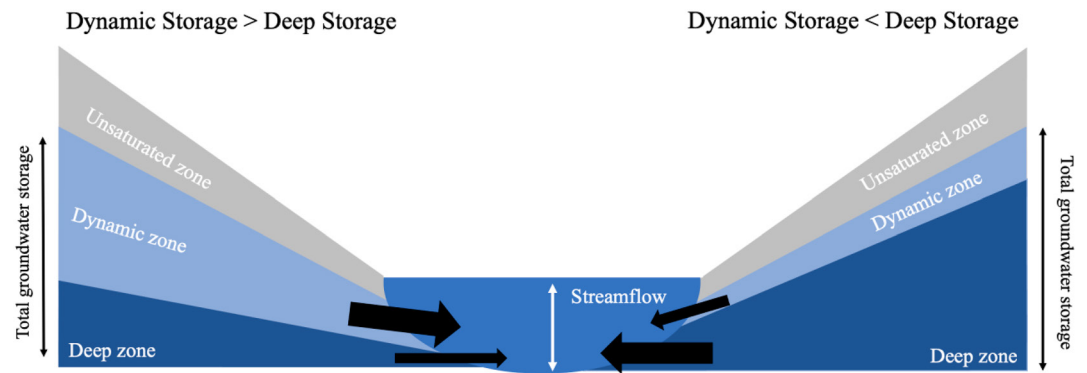 Dynamic Storage > Deep Storage
Dynamic Storage < Deep Storage
Total groundwater storage
Unsaturated zone
Dynamic zone
Deep zone
Streamflow
Unsaturated zone
Dynamic zone
Deep zone
Total groundwater storage